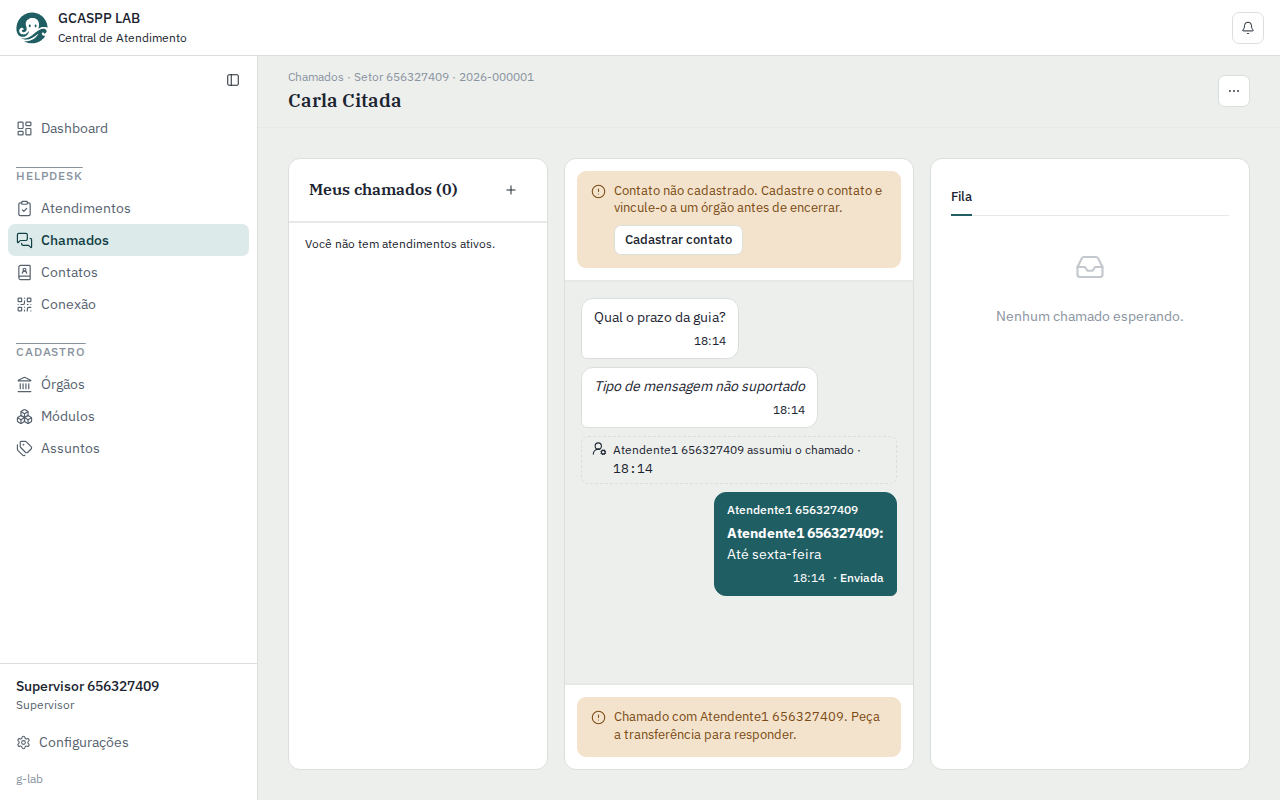 GCASPP LAB
Central de Atendimento
Dashboard
HELPDESK
Atendimentos
Chamados
Contatos
Conexão
CADASTRO
Órgãos
Módulos
Assuntos
Supervisor 656327409
Supervisor
Configurações
g-lab
Chamados · Setor 656327409 · 2026-000001
Carla Citada
Meus chamados (0)
Você não tem atendimentos ativos.
Contato não cadastrado. Cadastre o contato e
vincule-o a um órgão antes de encerrar.
Cadastrar contato
Qual o prazo da guia?
18:14
Tipo de mensagem não suportado
18:14
Atendente1 656327409 assumiu o chamado ·
18:14
Atendente1 656327409
Atendente1 656327409:
Até sexta-feira
18:14 · Enviada
Chamado com Atendente1 656327409. Peça
a transferência para responder.
Fila
Nenhum chamado esperando.